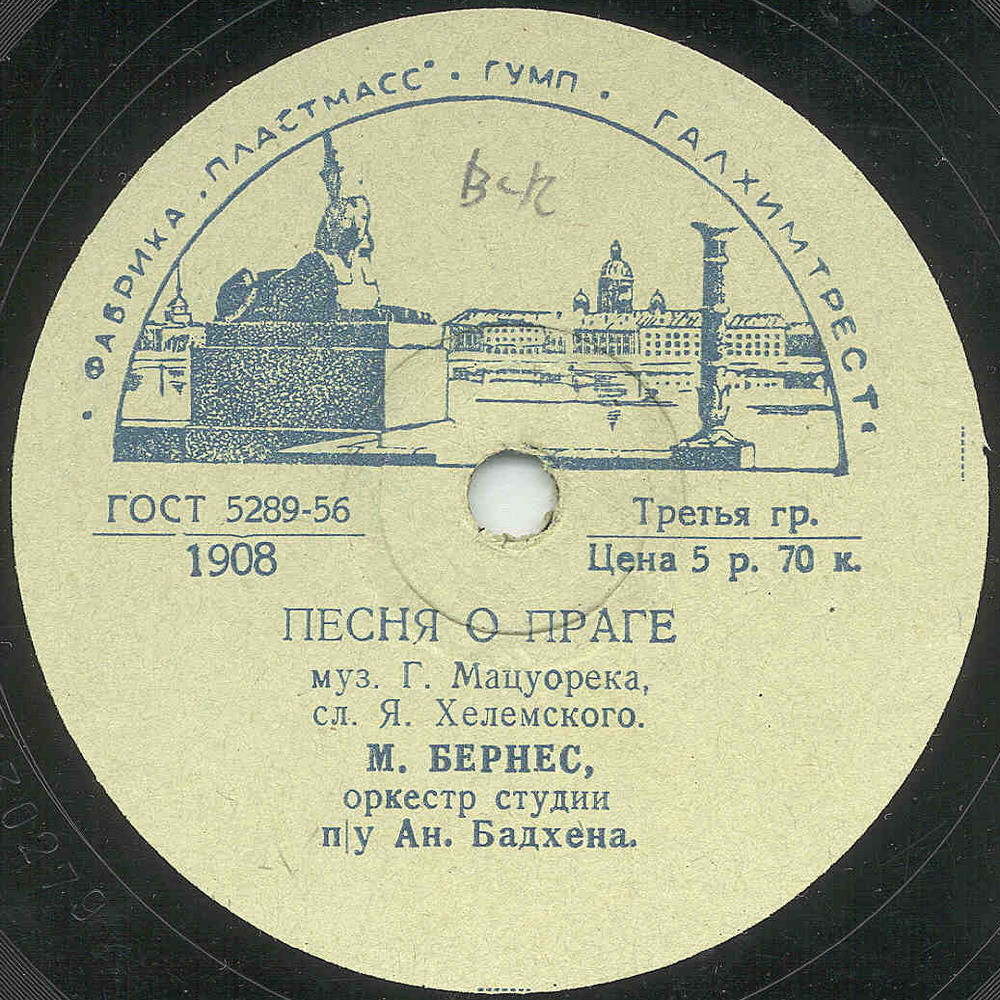 • ФАБРИКА „ПЛАСТМАСС" • ГУМП • ГАЛХИМТРЕСТ •
ГОСТ 5289-56
1908
Третья гр.
Цена 5 р. 70 к.
ПЕСНЯ О ПРАГЕ
муз. Г. Мацуорека,
сл. Я. Хелемского.
М. БЕРНЕС,
оркестр студии
п/у Ан. Бадхена.